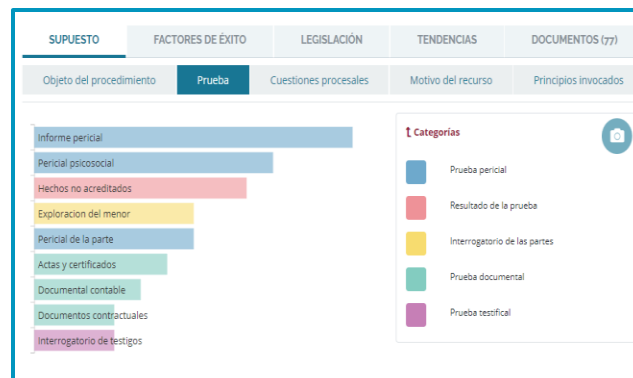 SUPUESTO FACTORES DE ÉXITO LEGISLACIÓN TENDENCIAS DOCUMENTOS (77)
Objeto del procedimiento Prueba Cuestiones procesales Motivo del recurso Principios invocados
Informe pericial
Pericial psicosocial
Hechos no acreditados
Exploracion del menor
Pericial de la parte
Actas y certificados
Documental contable
Documentos contractuales
Interrogatorio de testigos
Categorías
Prueba pericial
Resultado de la prueba
Interrogatorio de las partes
Prueba documental
Prueba testifical